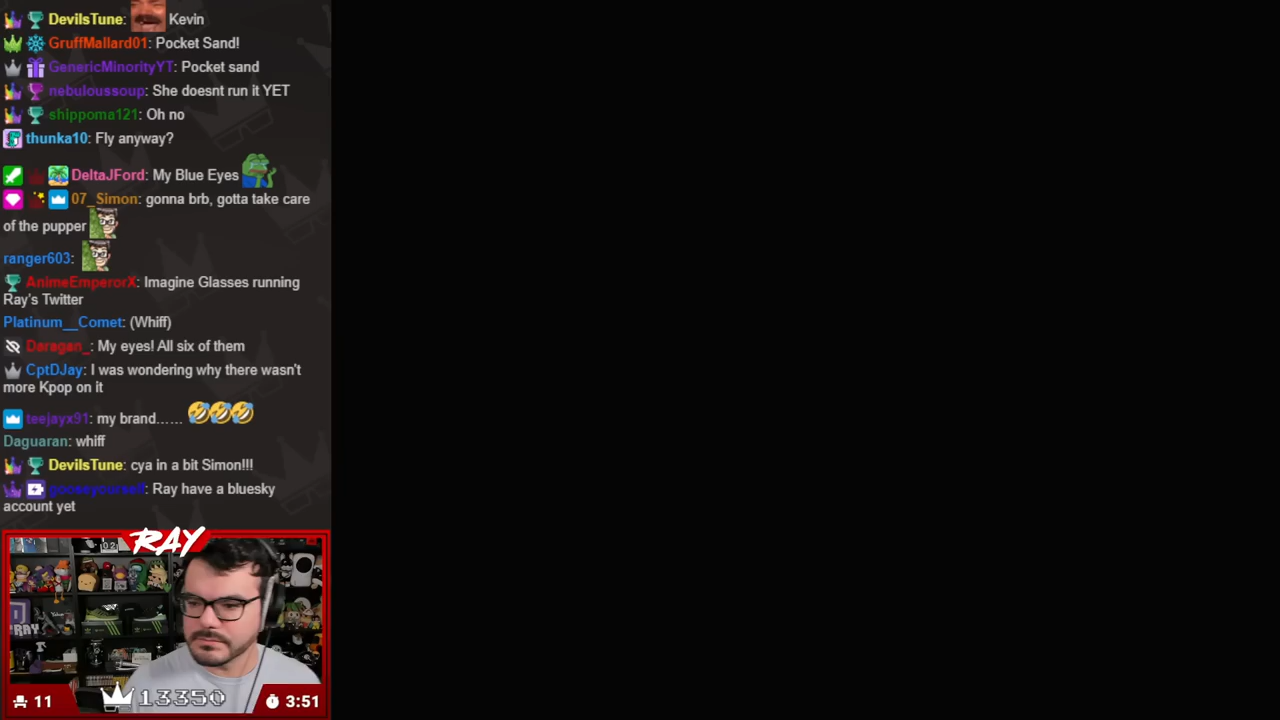 DevilsTune: Kevin
GruffMallard01: Pocket Sand!
GenericMinorityYT: Pocket sand
nebuloussoup: She doesnt run it YET
shippoma121: Oh no
thunka10: Fly anyway?
DeltaJFord: My Blue Eyes
07_Simon: gonna brb, gotta take care
of the pupper
ranger603:
AnimeEmperorX: Imagine Glasses running
Ray's Twitter
Platinum__Comet: (Whiff)
Daragan_: My eyes! All six of them
CptDJay: I was wondering why there wasn't
more Kpop on it
teejayx91: my brand......
Daguaran: whiff
DevilsTune: cya in a bit Simon!!!
gooseyourself: Ray have a bluesky
account yet
RAY
RAY
11
13350
3:51